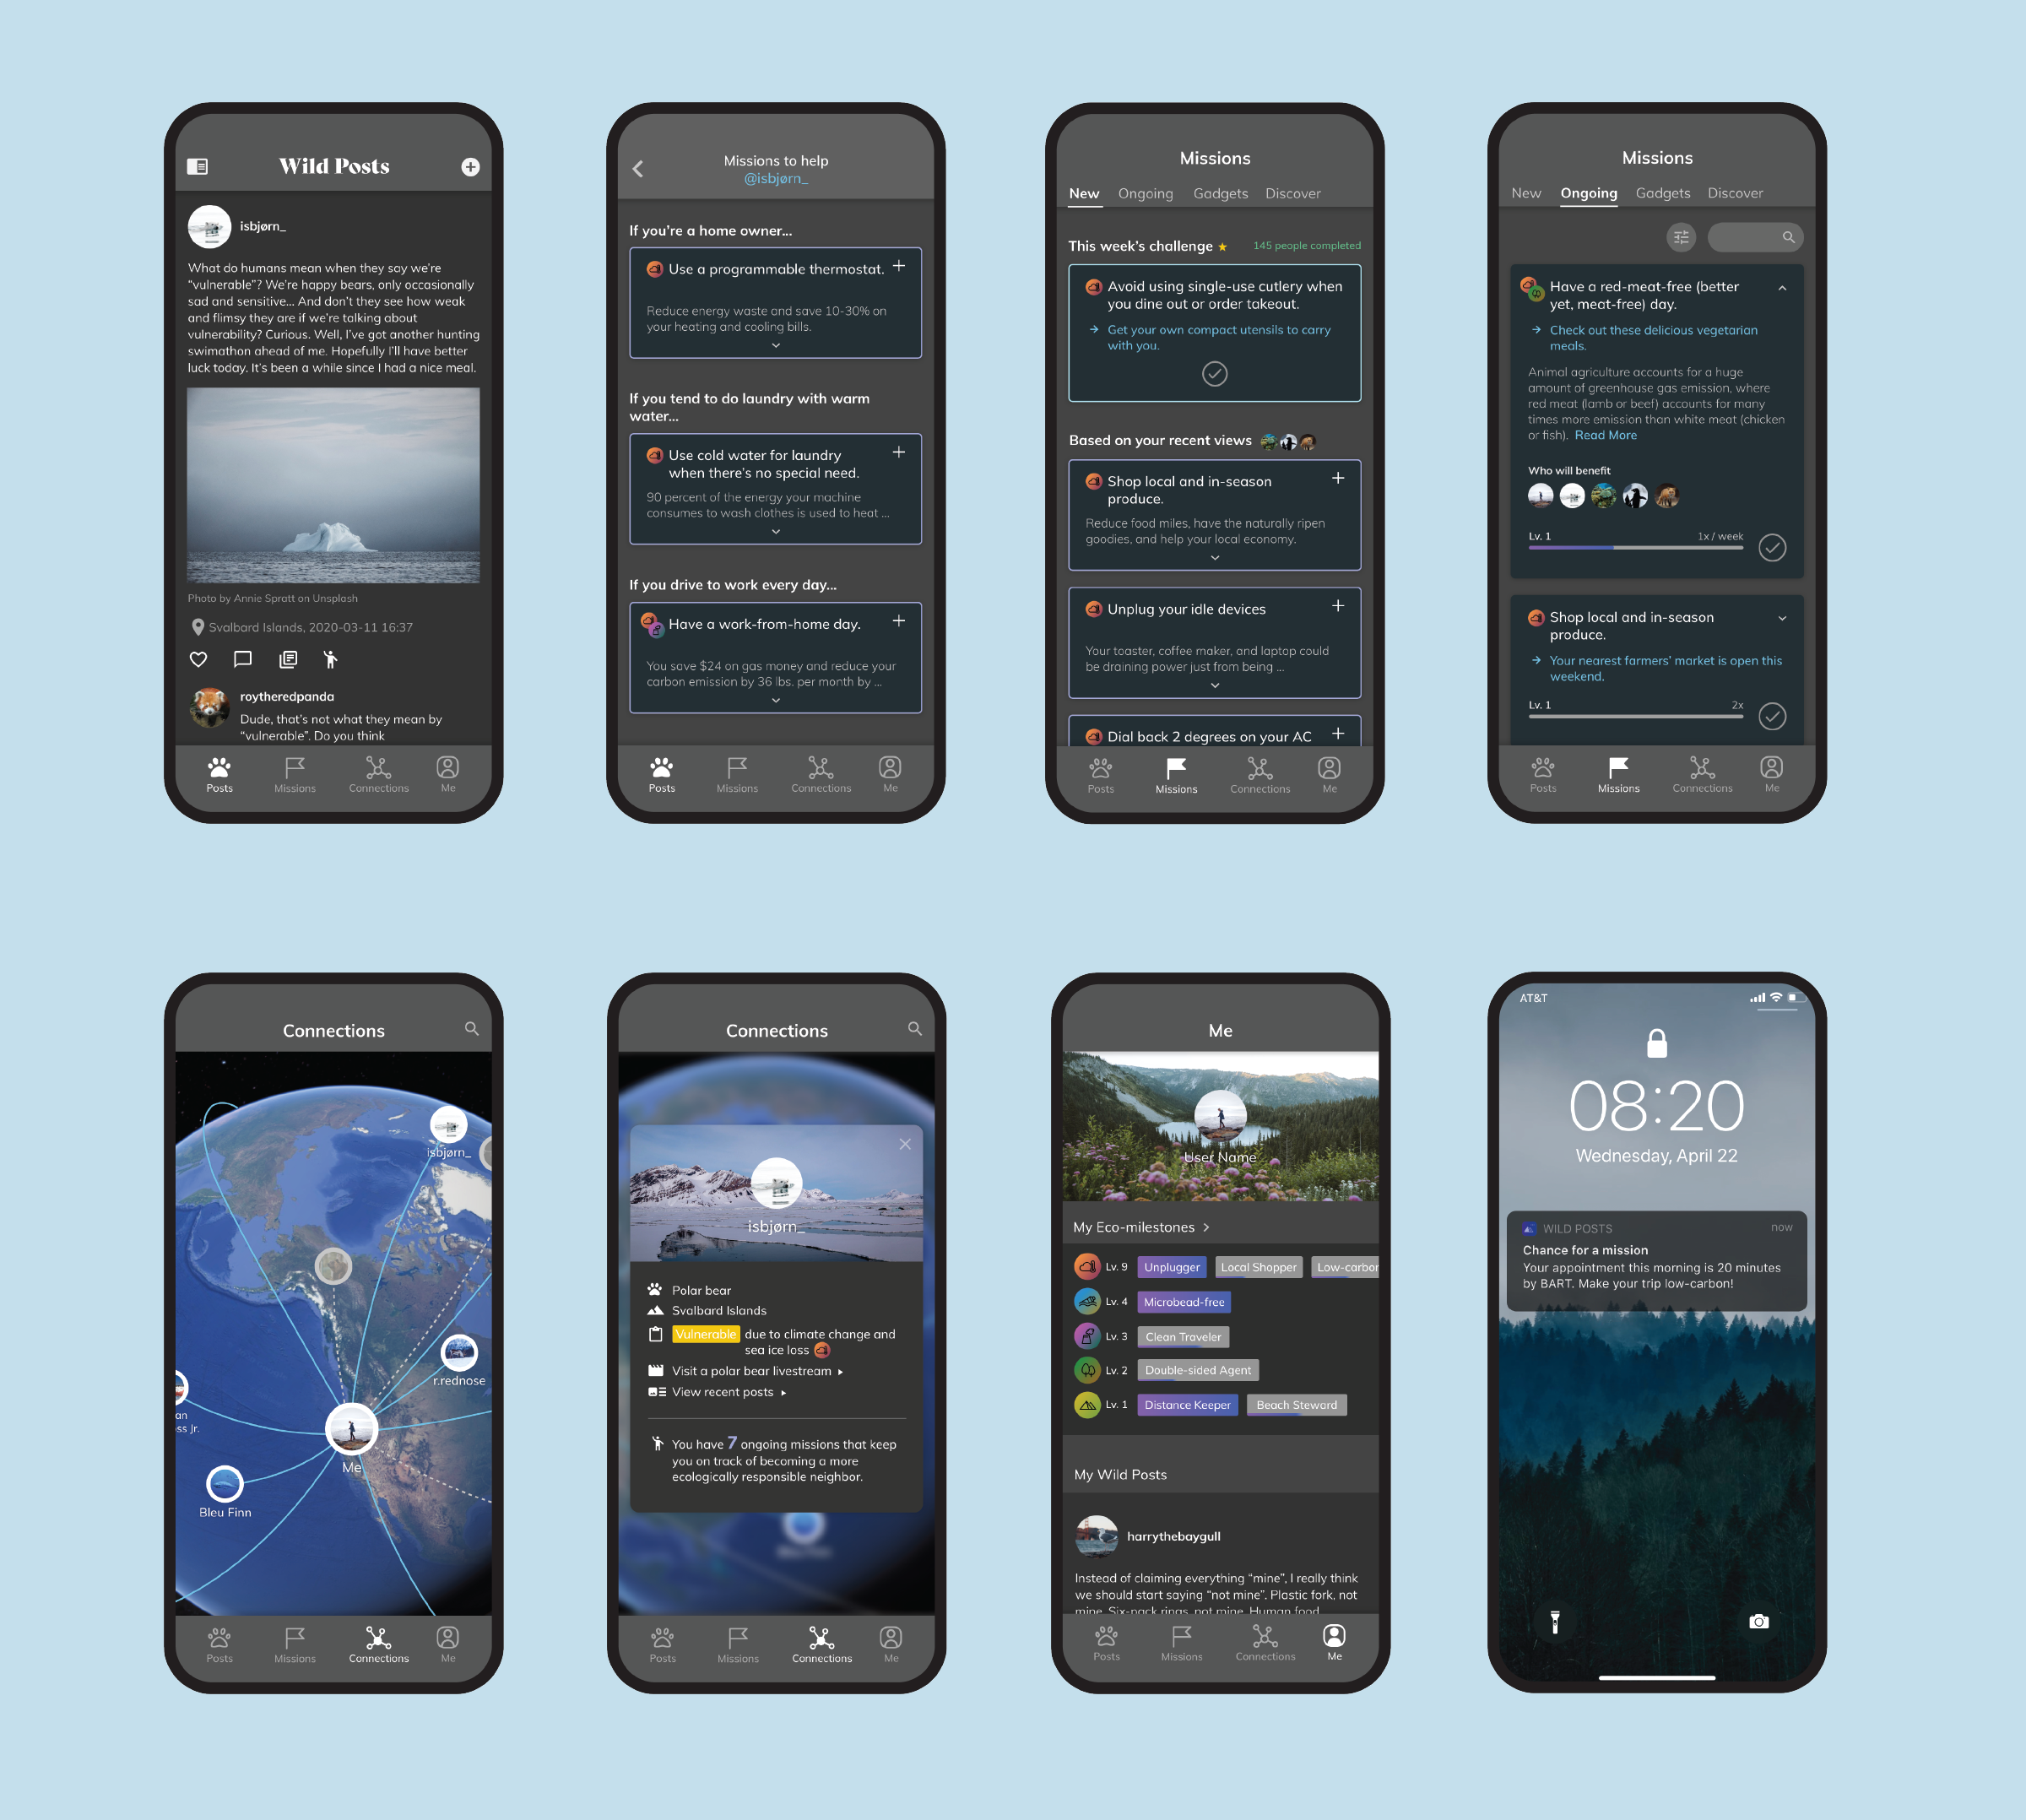 Wild Posts
isbjørn_
What do humans mean when they say we're
"vulnerable"? We're happy bears, only occasionally
sad and sensitive... And don't they see how weak
and flimsy they are if we're talking about
vulnerability? Curious. Well, I've got another hunting
swimathon ahead of me. Hopefully I'll have better
luck today. It's been a while since I had a nice meal.
Photo by Annie Spratt on Unsplash
Svalbard Islands, 2020-03-11 16:37
roytheredpanda
Dude, that's not what they mean by
"vulnerable". Do you think
Posts
Missions
Connections
Me
Missions to help
@isbjørn_
If you're a home owner...
Use a programmable thermostat.
Reduce energy waste and save 10-30% on
your heating and cooling bills.
If you tend to do laundry with warm
water...
Use cold water for laundry
when there's no special need.
90 percent of the energy your machine
consumes to wash clothes is used to heat ...
If you drive to work every day...
Have a work-from-home day.
You save $24 on gas money and reduce your
carbon emission by 36 lbs. per month by ...
Posts
Missions
Connections
Me
Missions
New
Ongoing
Gadgets
Discover
This week's challenge
145 people completed
Avoid using single-use cutlery when
you dine out or order takeout.
Get your own compact utensils to carry
with you.
Based on your recent views
Shop local and in-season
produce.
Reduce food miles, have the naturally ripen
goodies, and help your local economy.
Unplug your idle devices
Your toaster, coffee maker, and laptop could
be draining power just from being ...
Dial back 2 degrees on your AC
Posts
Missions
Connections
Me
Missions
New
Ongoing
Gadgets
Discover
Have a red-meat-free (better
yet, meat-free) day.
Check out these delicious vegetarian
meals.
Animal agriculture accounts for a huge
amount of greenhouse gas emission, where
red meat (lamb or beef) accounts for many
times more emission than white meat (chicken
or fish). Read More
Who will benefit
Lv. 1
1x / week
Shop local and in-season
produce.
Your nearest farmers' market is open this
weekend.
Lv. 1
2x
Posts
Missions
Connections
Me
Connections
isbjørn_
r.rednose
an
ss Jr.
Me
Bleu Finn
Posts
Missions
Connections
Me
Connections
isbjørn_
Polar bear
Svalbard Islands
Vulnerable due to climate change and
sea ice loss
Visit a polar bear livestream
View recent posts
You have 7 ongoing missions that keep
you on track of becoming a more
ecologically responsible neighbor.
Posts
Missions
Connections
Me
Me
User Name
My Eco-milestones
Lv. 9 Unplugger Local Shopper Low-carbon
Lv. 4 Microbead-free
Lv. 3 Clean Traveler
Lv. 2 Double-sided Agent
Lv. 1 Distance Keeper Beach Steward
My Wild Posts
harrythebaygull
Instead of claiming everything "mine", I really think
we should start saying "not mine". Plastic fork, not
mine. Six-pack rings, not mine. Human food,
Posts
Missions
Connections
Me
AT&T
08:20
Wednesday, April 22
WILD POSTS
now
Chance for a mission
Your appointment this morning is 20 minutes
by BART. Make your trip low-carbon!